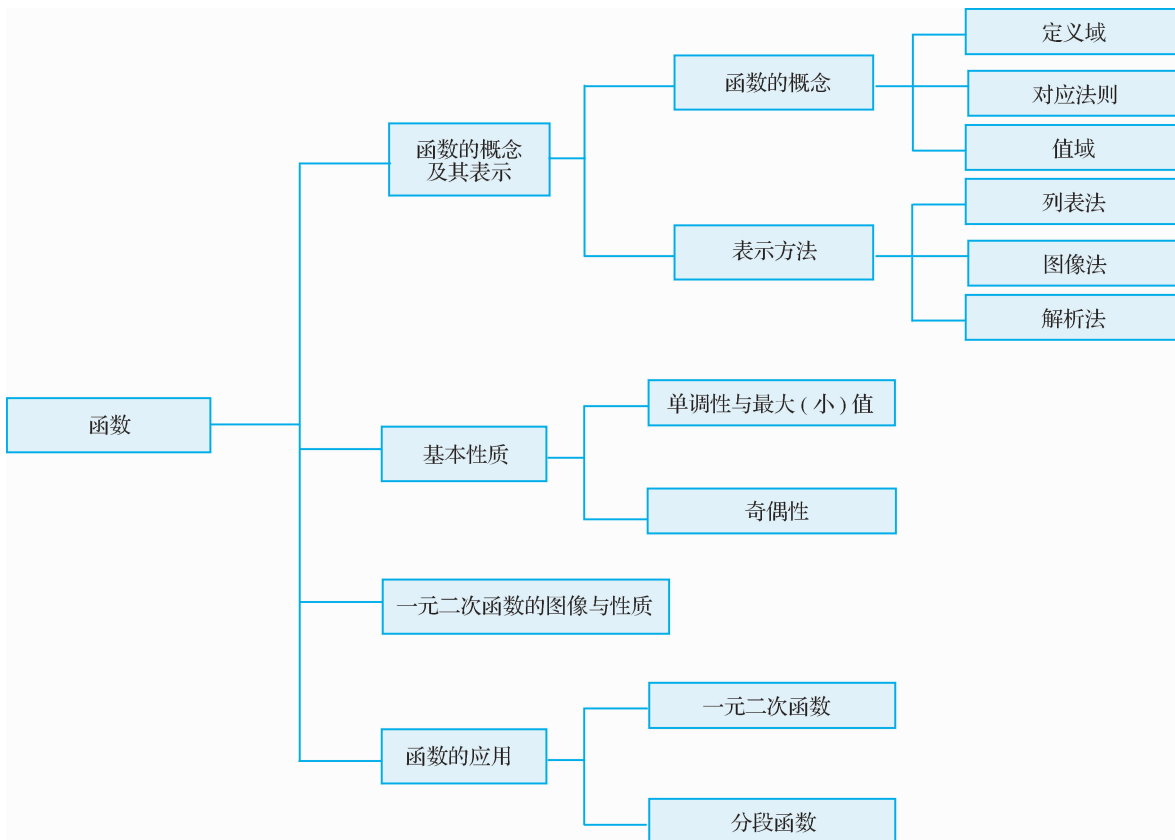 定义域
函数的概念
对应法则
函数的概念
及其表示
值域
列表法
表示方法
图像法
解析法
单调性与最大(小)值
函数
基本性质
奇偶性
一元二次函数的图像与性质
一元二次函数
函数的应用
分段函数